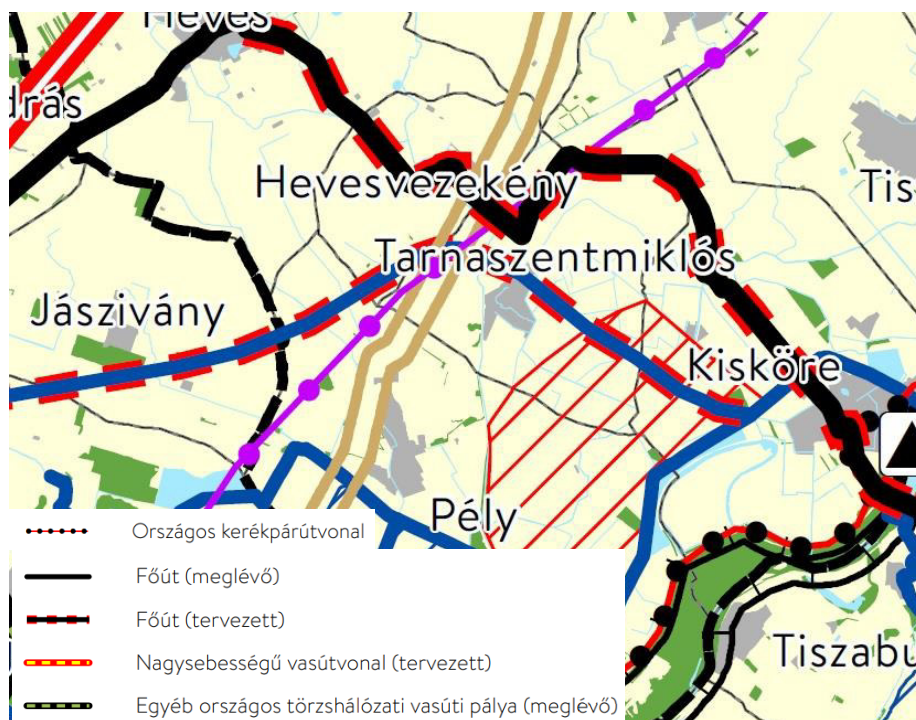 Heves
drás
Hevesvezekény
Tis
Tarnaszentmiklós
Jászivány
Kisköre
Pély
Országos kerékpárútvonal
Főút (meglévő)
Főút (tervezett)
Tiszabu
Nagysebességű vasútvonal (tervezett)
Egyéb országos törzshálózati vasúti pálya (meglévő)